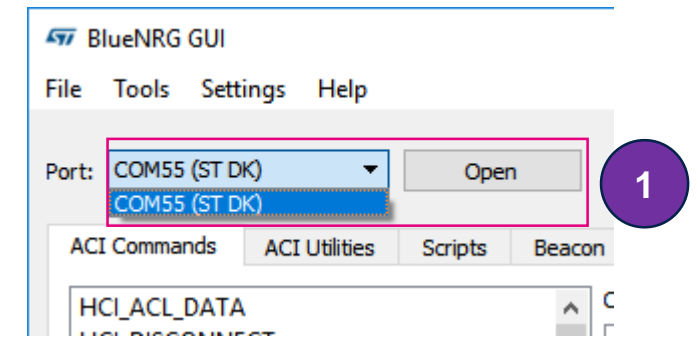 BlueNRG GUI
File Tools Settings Help
Port: COM55 (ST DK) Open
COM55 (ST DK)
1
ACI Commands ACI Utilities Scripts Beacon
HCI_ACL_DATA